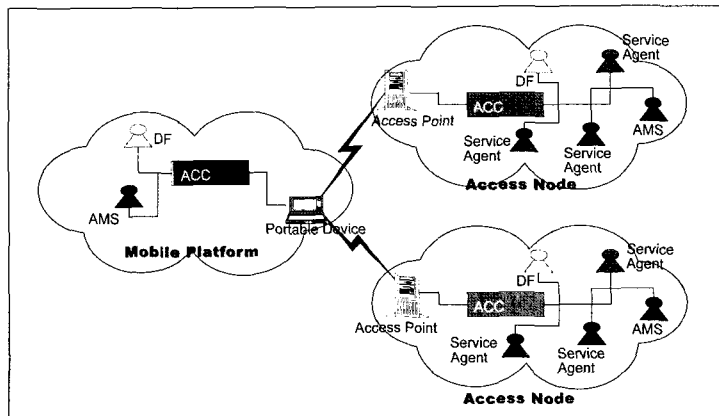 Service
Agent
DF
ACC
Access Point
Service
Agent
Service
Agent
AMS
Access Node
DF
ACC
AMS
Portable Device
Mobile Platform
Service
Agent
DF
ACC
Access Point
Service
Agent
Service
Agent
AMS
Access Node